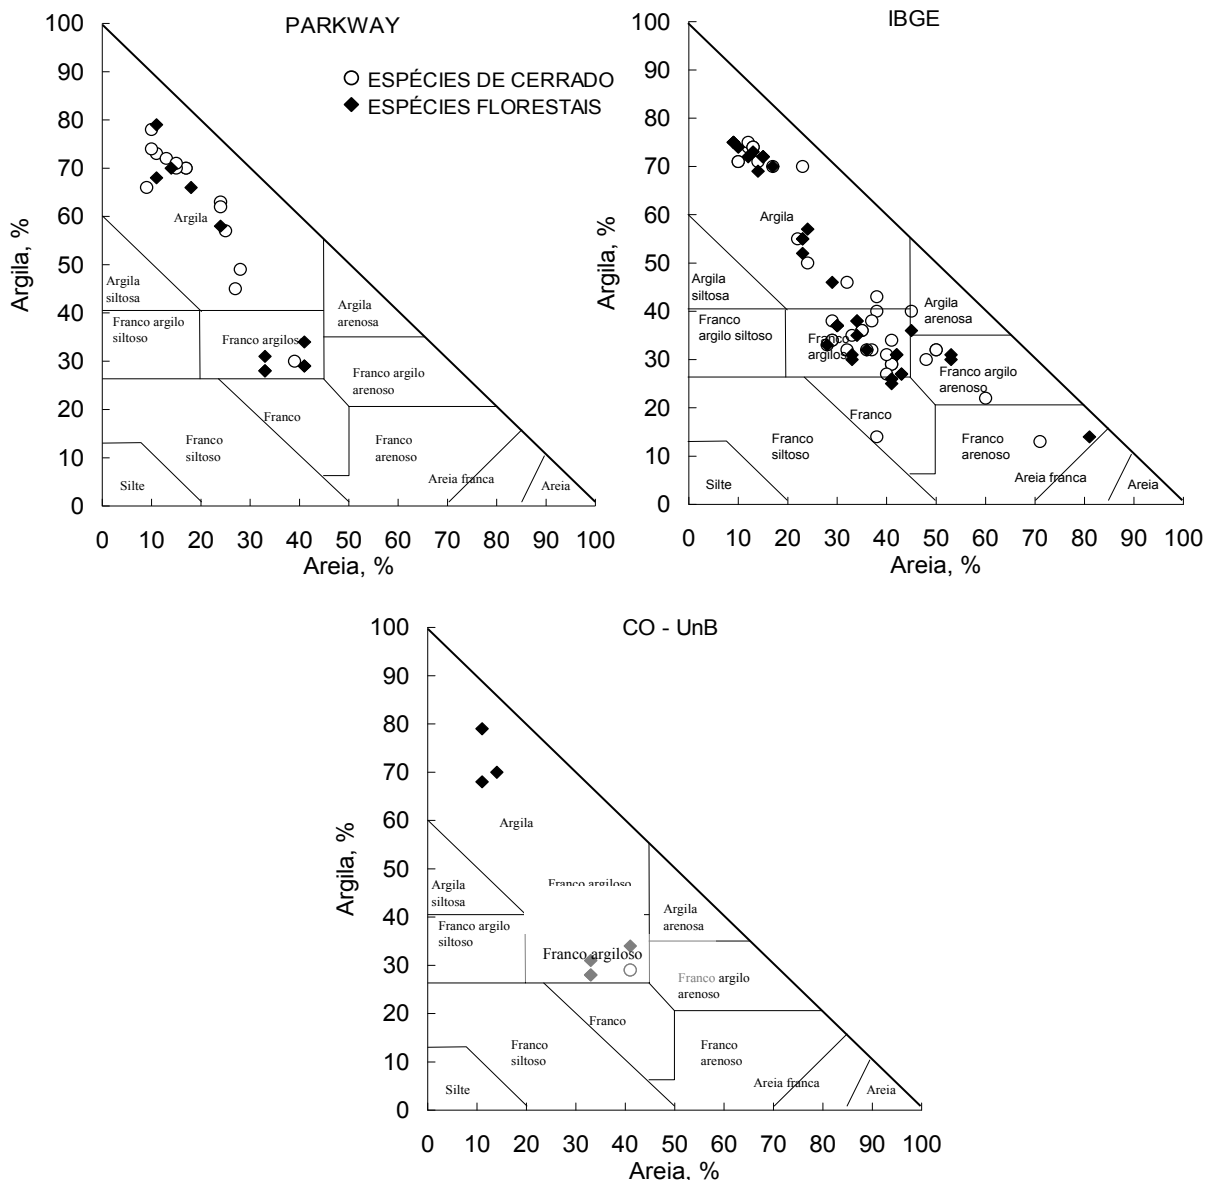 PARKWAY
ESPÉCIES DE CERRADO
ESPÉCIES FLORESTAIS
Argila, %
100
90
80
70
60
50
40
30
20
10
0
Argila
Argila
siltosa
Argila
arenosa
Franco argilo
siltoso
Franco argiloso
Franco argilo
arenoso
Franco
Franco
siltoso
Franco
arenoso
Silte
Areia franca
Areia
0 10 20 30 40 50 60 70 80 90 100
Areia, %
IBGE
Argila, %
100
90
80
70
60
50
40
30
20
10
0
Argila
Argila
siltosa
Argila
arenosa
Franco
argilo siltoso
Franco
argiloso
Franco argilo
arenoso
Franco
Franco
siltoso
Franco
arenoso
Silte
Areia franca
Areia
0 10 20 30 40 50 60 70 80 90 100
Areia, %
CO - UnB
Argila, %
100
90
80
70
60
50
40
30
20
10
0
Argila
Argila
siltosa
Franco argiloso
Argila
arenosa
Franco argilo
siltoso
Franco argiloso
Franco argilo
arenoso
Franco
Franco
siltoso
Franco
arenoso
Silte
Areia franca
Areia
0 10 20 30 40 50 60 70 80 90 100
Areia, %